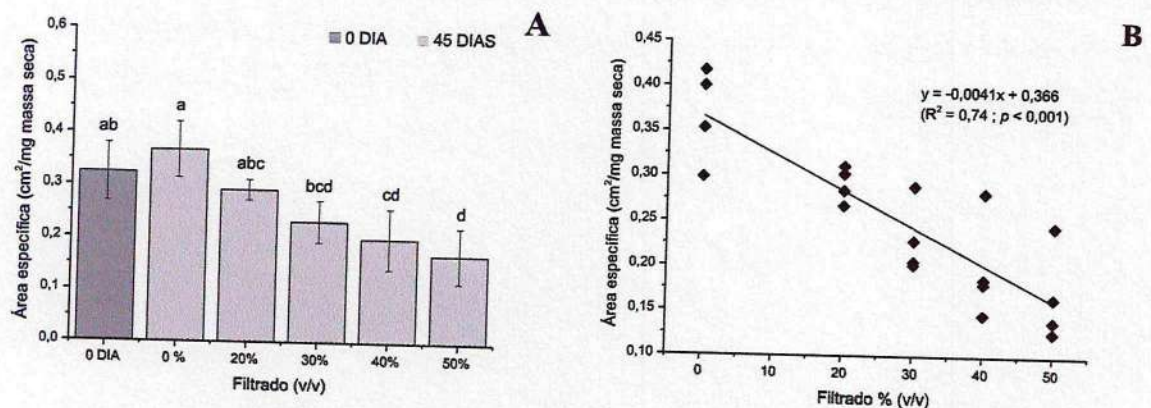 A
Área específica (cm²/mg massa seca)
0,6
0,5
0,4
0,3
0,2
0,1
0,0
0 DIA
45 DIAS
ab
a
abc
bcd
cd
d
0 DIA
0 %
20%
30%
40%
50%
Filtrado (v/v)
B
Área específica (cm²/mg massa seca)
0,45
0,40
0,35
0,30
0,25
0,20
0,15
0,10
y = -0,0041x + 0,366
(R² = 0,74 ; p < 0,001)
0
10
20
30
40
50
Filtrado % (v/v)